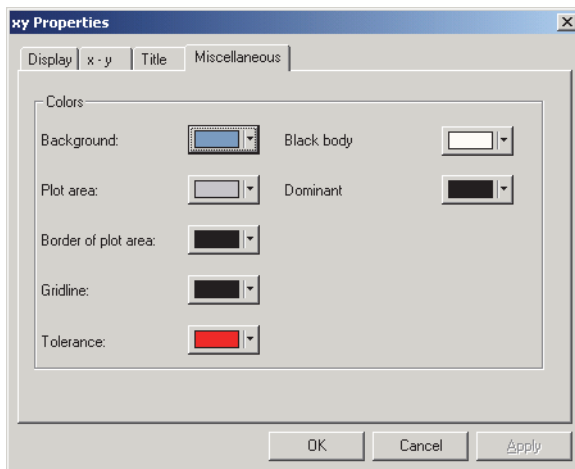 xy Properties
Display x - y Title Miscellaneous
Colors
Background: Black body
Plot area: Dominant
Border of plot area:
Gridline:
Tolerance:
OK Cancel Apply